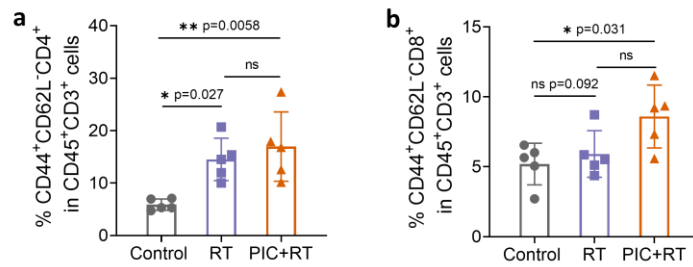 a
% CD44⁺CD62L⁻CD4⁺
in CD45⁺CD3⁺ cells
40
30
20
10
0
** p=0.0058
ns
* p=0.027
Control RT PIC+RT
b
% CD44⁺CD62L⁻CD8⁺
in CD45⁺CD3⁺ cells
15
10
5
0
* p=0.031
ns
ns p=0.092
Control RT PIC+RT